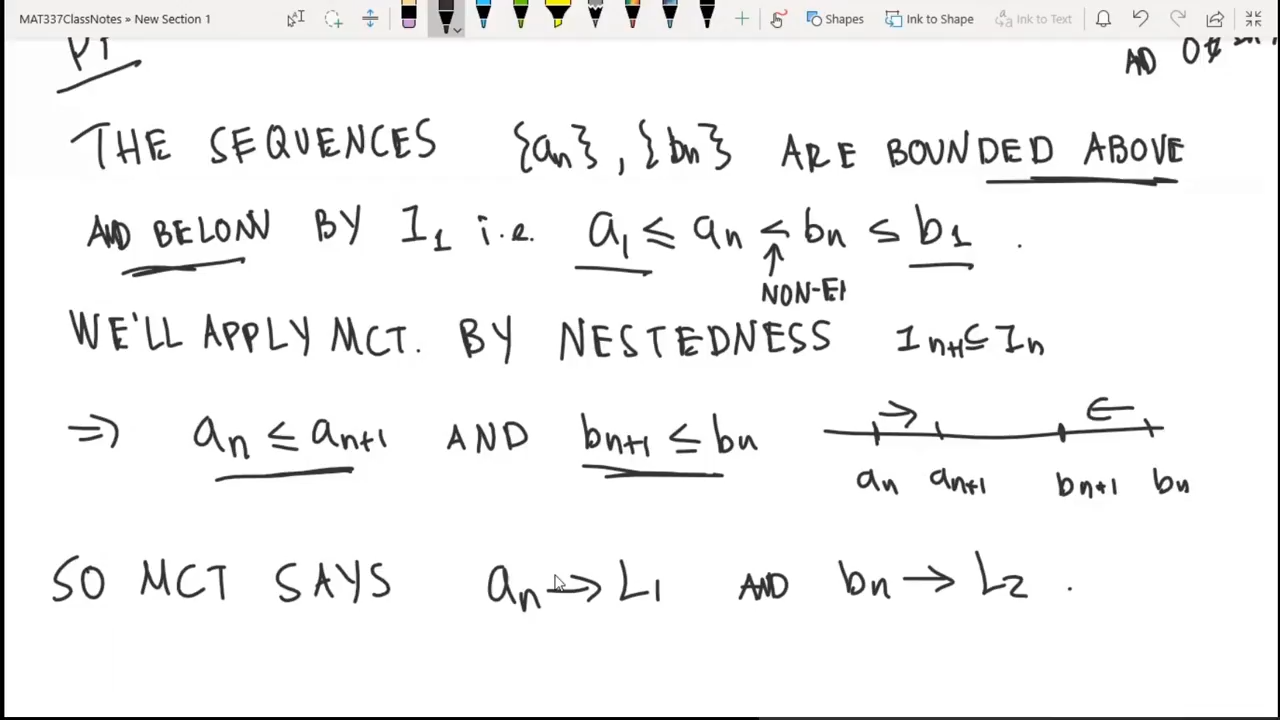 MAT337ClassNotes » New Section 1
Shapes
Ink to Shape
Ink to Text
Pf
AND
THE SEQUENCES {an}, {bn} ARE BOUNDED ABOVE
AND BELOW BY I1 i.e. a1 ≤ an ≤ bn ≤ b1 .
↑
NON-EM
WE'LL APPLY MCT. BY NESTEDNESS In+1 ⊆ In
⇒ an ≤ an+1 AND bn+1 ≤ bn
an an+1 bn+1 bn
SO MCT SAYS an → L1 AND bn → L2 .